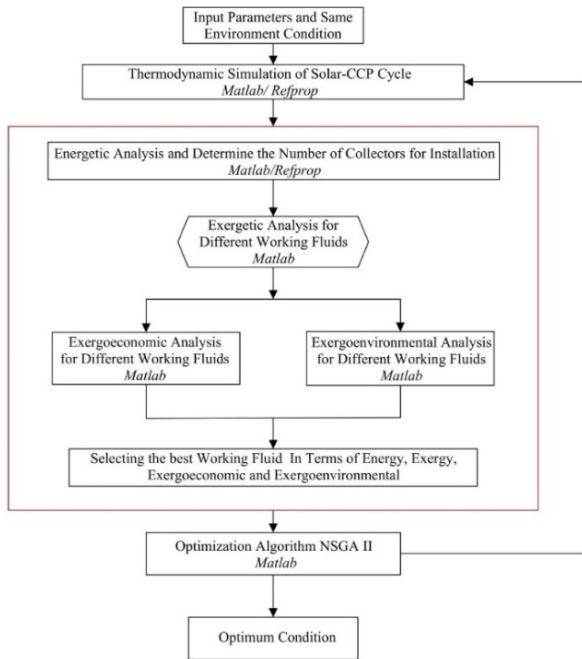 Input Parameters and Same
Environment Condition
Thermodynamic Simulation of Solar-CCP Cycle
Matlab/ Refprop
Energetic Analysis and Determine the Number of Collectors for Installation
Matlab/Refprop
Exergetic Analysis for
Different Working Fluids
Matlab
Exergoeconomic Analysis
for Different Working Fluids
Matlab
Exergoenvironmental Analysis
for Different Working Fluids
Matlab
Selecting the best Working Fluid In Terms of Energy, Exergy,
Exergoeconomic and Exergoenvironmental
Optimization Algorithm NSGA II
Matlab
Optimum Condition